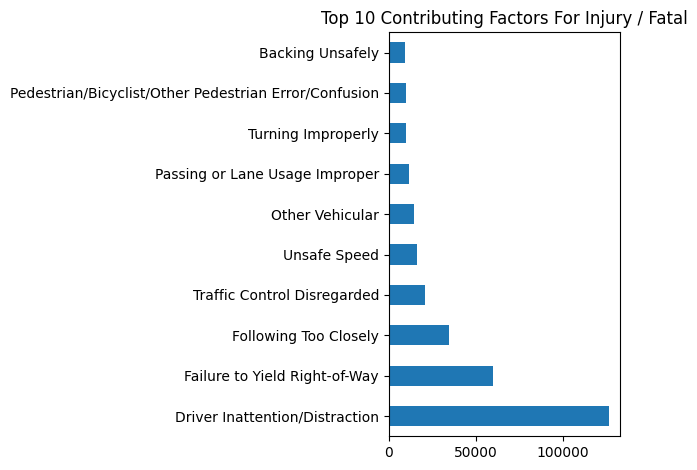 Top 10 Contributing Factors For Injury / Fatal
Backing Unsafely
Pedestrian/Bicyclist/Other Pedestrian Error/Confusion
Turning Improperly
Passing or Lane Usage Improper
Other Vehicular
Unsafe Speed
Traffic Control Disregarded
Following Too Closely
Failure to Yield Right-of-Way
Driver Inattention/Distraction
0 50000 100000